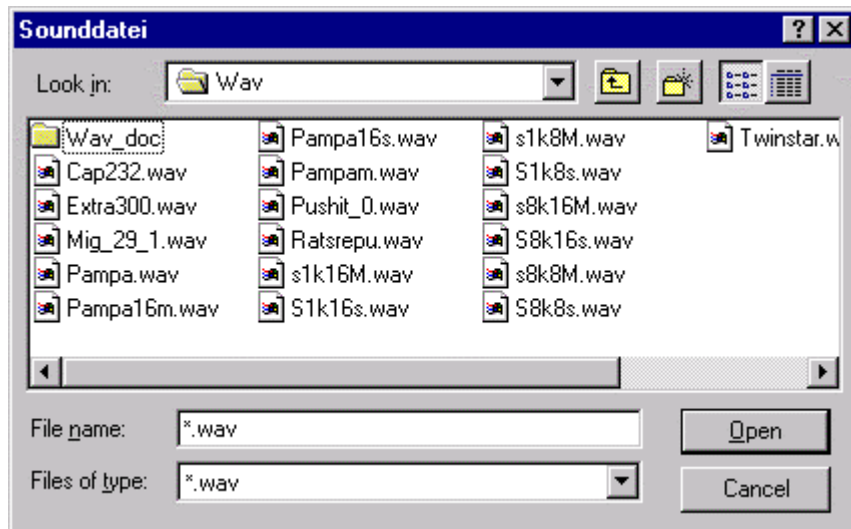 Sounddatei
Look in: Wav
Wav_doc
Cap232.wav
Extra300.wav
Mig_29_1.wav
Pampa.wav
Pampa16m.wav
Pampa16s.wav
Pampam.wav
Pushit_0.wav
Ratsrepu.wav
s1k16M.wav
S1k16s.wav
s1k8M.wav
S1k8s.wav
s8k16M.wav
S8k16s.wav
s8k8M.wav
S8k8s.wav
Twinstar.w
File name: *.wav
Open
Files of type: *.wav
Cancel